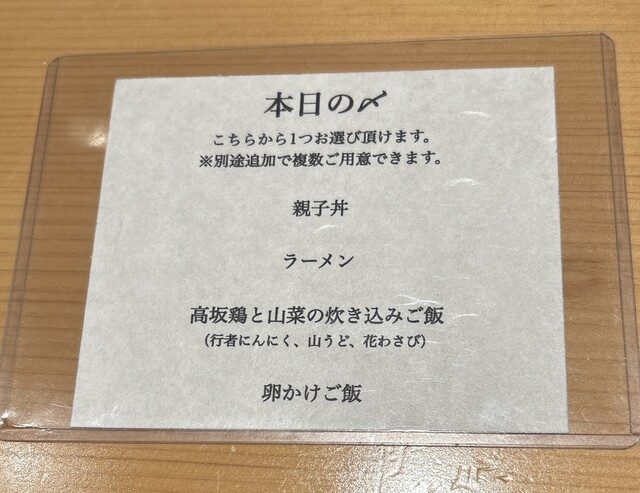 本日の〆
こちらから1つお選び頂けます。
※別途追加で複数ご用意できます。
親子丼
ラーメン
高坂鶏と山菜の炊き込みご飯
(行者にんにく、山うど、花わさび)
卵かけご飯